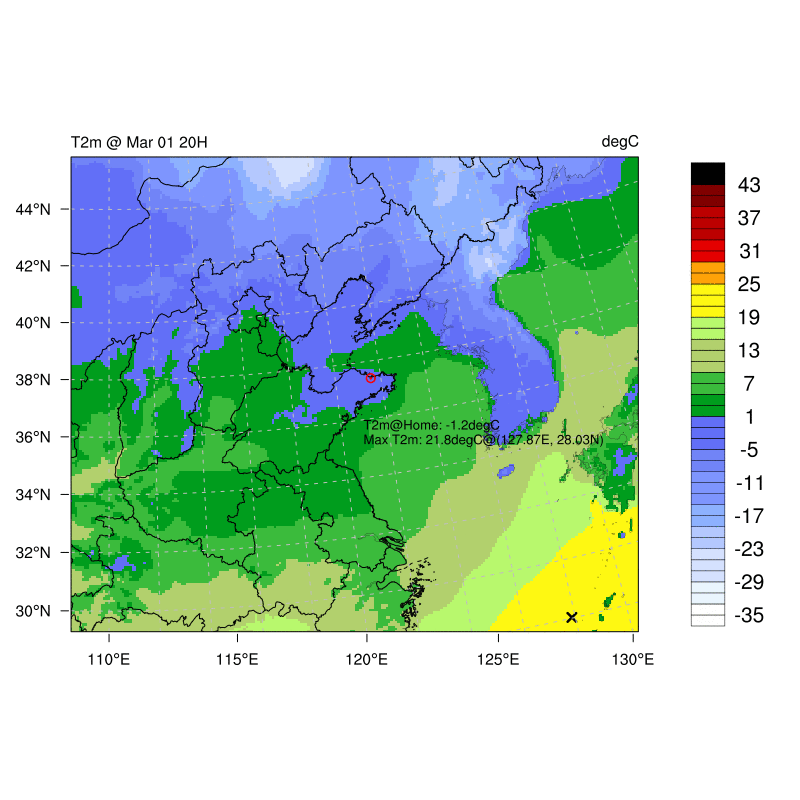 T2m @ Mar 01 20H
degC
44°N
42°N
40°N
38°N
36°N
34°N
32°N
30°N
110°E
115°E
120°E
125°E
130°E
T2m@Home: -1.2degC
Max T2m: 21.8degC@(127.87E, 28.03N)
43
37
31
25
19
13
7
1
-5
-11
-17
-23
-29
-35